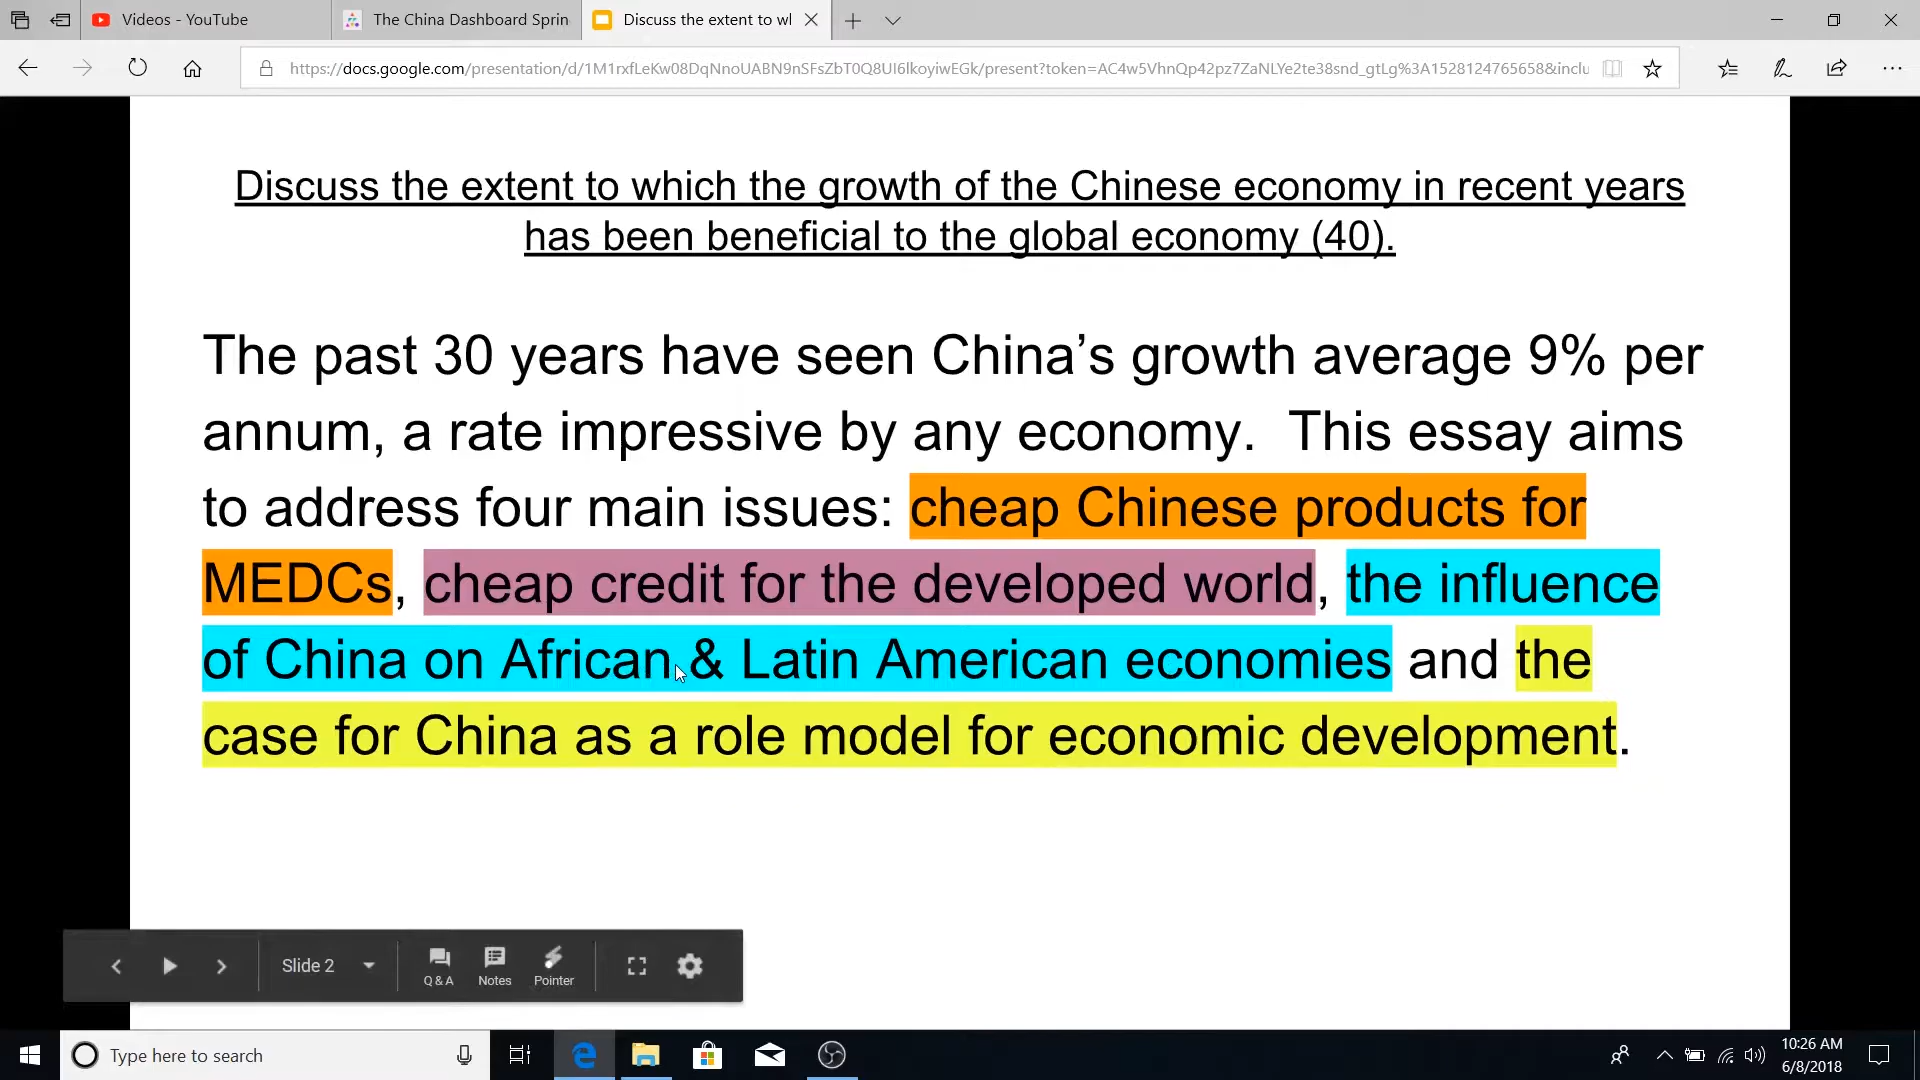 Videos - YouTube
The China Dashboard Sprin
Discuss the extent to wl
https://docs.google.com/presentation/d/1M1rxfLeKw08DqNnoUABN9nSFsZbT0Q8UI6lkoyiwEGk/present?token=AC4w5VhnQp42pz7ZaNLYe2te38snd_gtLg%3A1528124765658&inclu
Discuss the extent to which the growth of the Chinese economy in recent years
has been beneficial to the global economy (40).
The past 30 years have seen China’s growth average 9% per
annum, a rate impressive by any economy.  This essay aims
to address four main issues: cheap Chinese products for
MEDCs, cheap credit for the developed world, the influence
of China on African & Latin American economies and the
case for China as a role model for economic development.
Slide 2
Q & A
Notes
Pointer
Type here to search
10:26 AM
6/8/2018